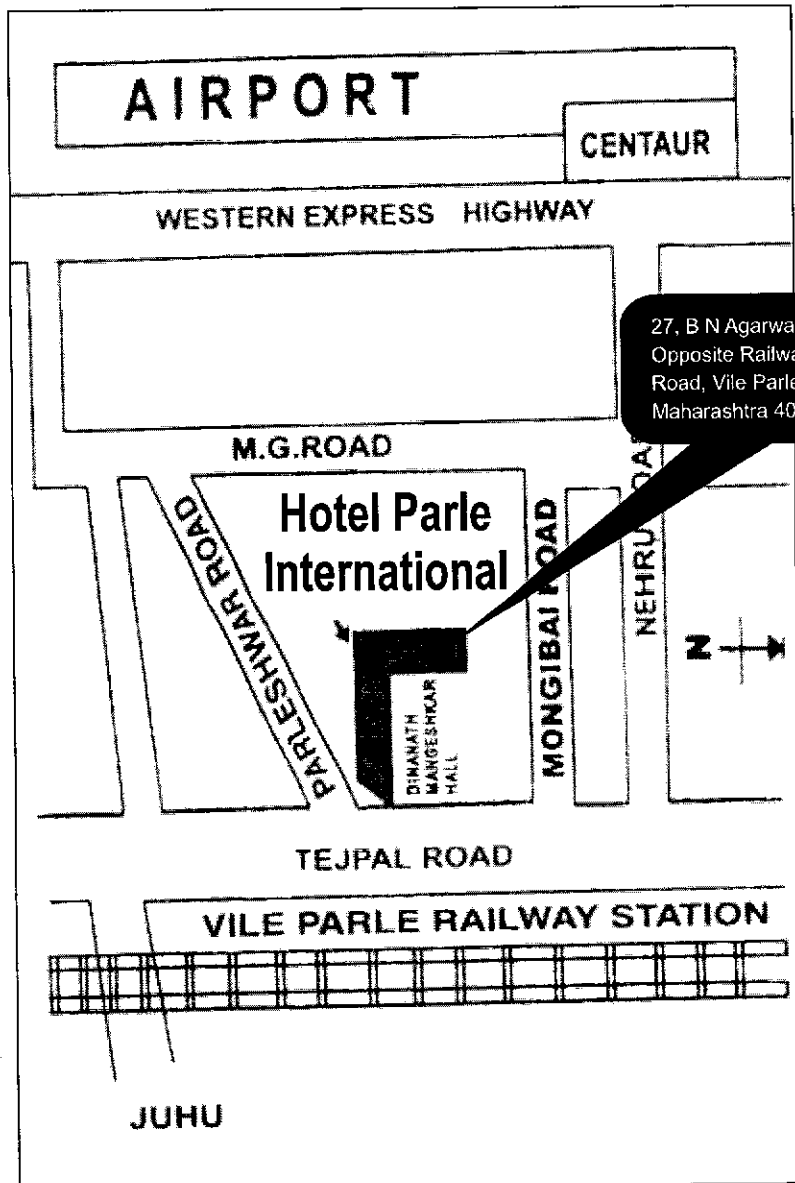 AIRPORT
CENTAUR
WESTERN EXPRESS HIGHWAY
27, B N Agarwa
Opposite Railwa
Road, Vile Parle
Maharashtra 40
M.G.ROAD
Hotel Parle
International
PARLESHWAR ROAD
MONGIBAI ROAD
NEHRU
N
DINANATH
MANGESHKAR
HALL
TEJPAL ROAD
VILE PARLE RAILWAY STATION
JUHU